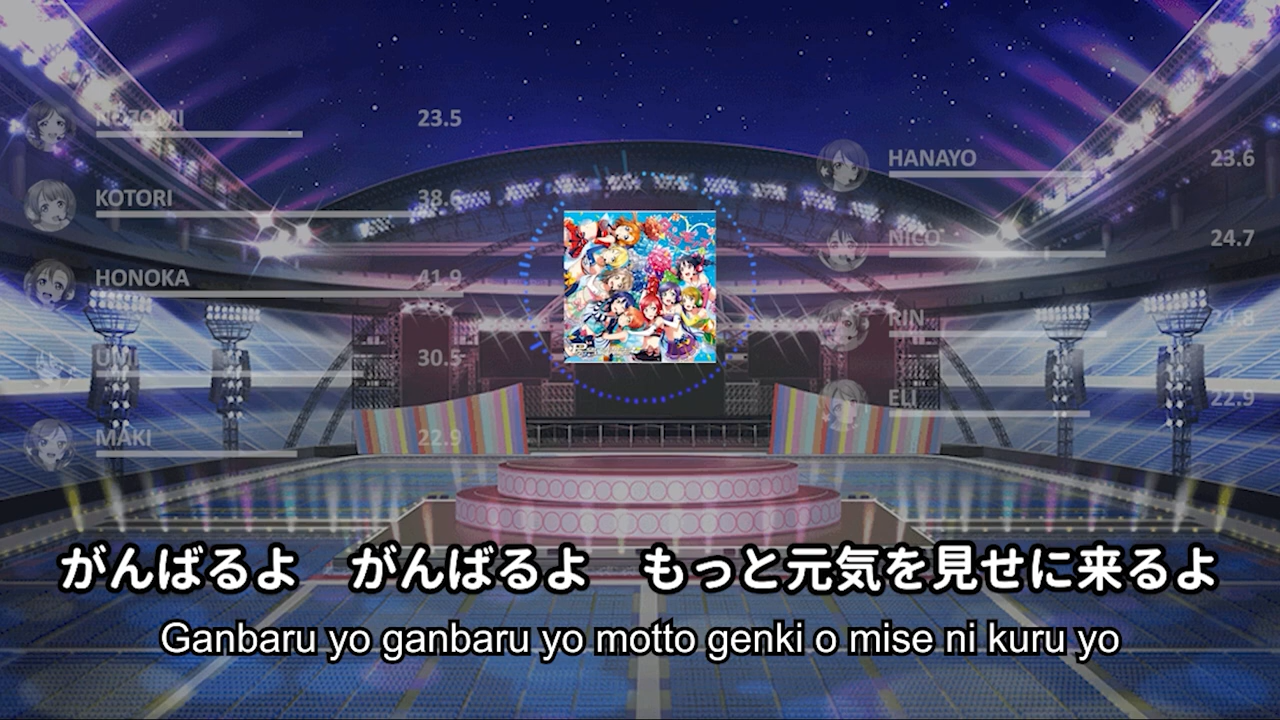 NOZOMI 23.5
HANAYO 23.6
KOTORI 38.6
NICO 24.7
HONOKA 41.9
RIN 24.8
UMI 30.5
ELI 22.9
MAKI 22.9
がんばるよ　がんばるよ　もっと元気を見せに来るよ
Ganbaru yo ganbaru yo motto genki o mise ni kuru yo